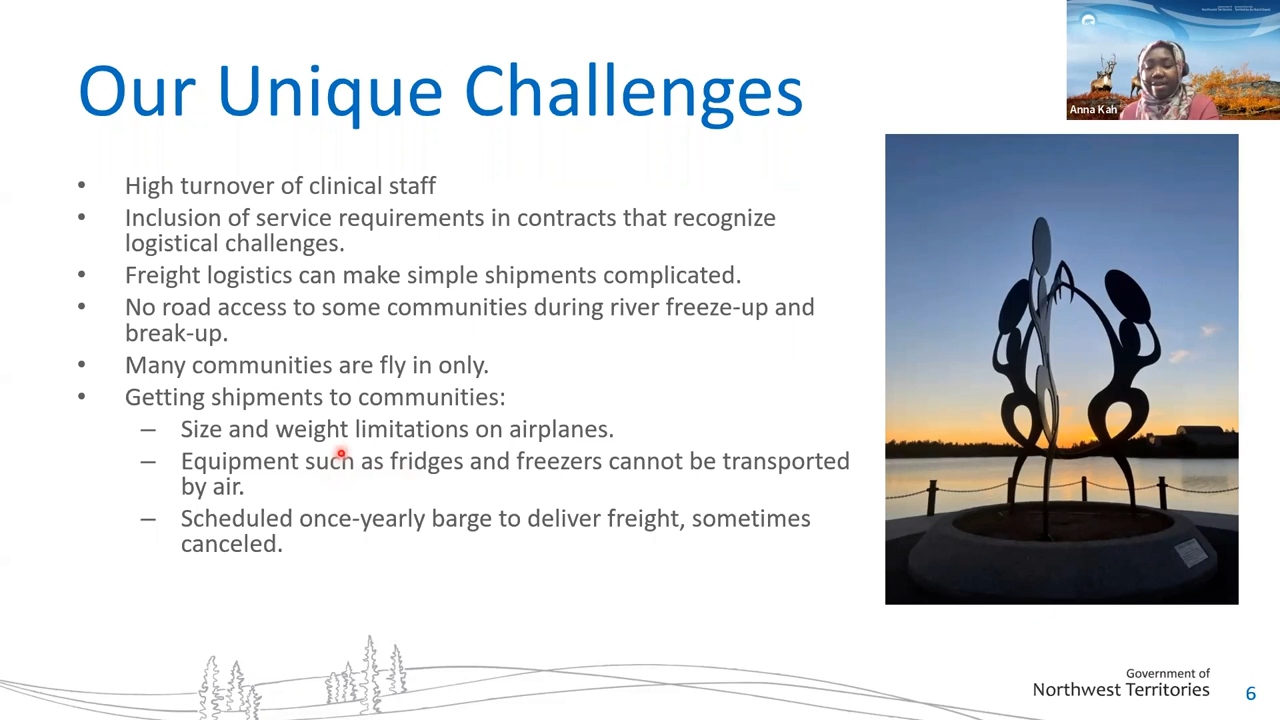 Our Unique Challenges
Anna Kah
• High turnover of clinical staff
• Inclusion of service requirements in contracts that recognize
logistical challenges.
• Freight logistics can make simple shipments complicated.
• No road access to some communities during river freeze-up and
break-up.
• Many communities are fly in only.
• Getting shipments to communities:
– Size and weight limitations on airplanes.
– Equipment such as fridges and freezers cannot be transported
by air.
– Scheduled once-yearly barge to deliver freight, sometimes
canceled.
Government of
Northwest Territories
6